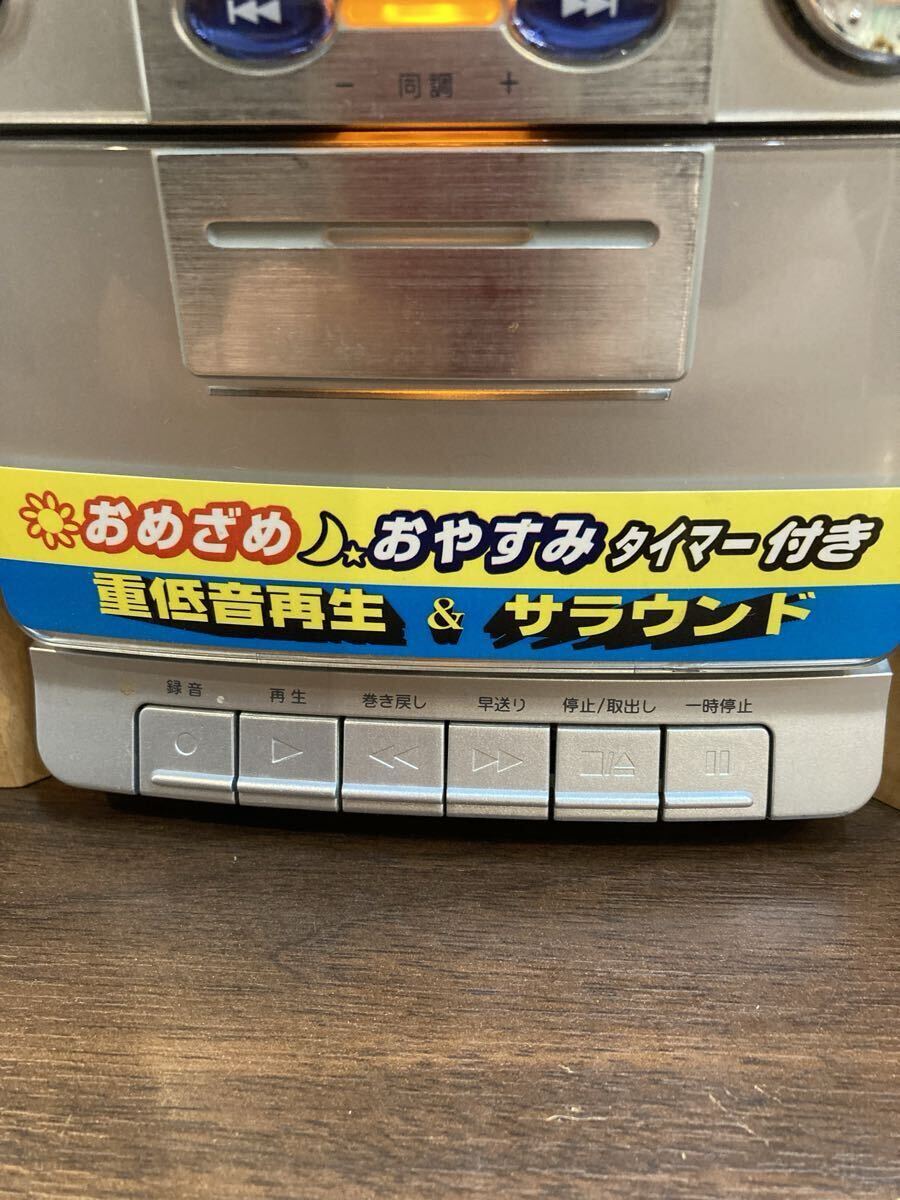 － 同調 ＋
おめざめ おやすみ タイマー付き
重低音再生 & サラウンド
録音 再生 巻き戻し 早送り 停止/取出し 一時停止